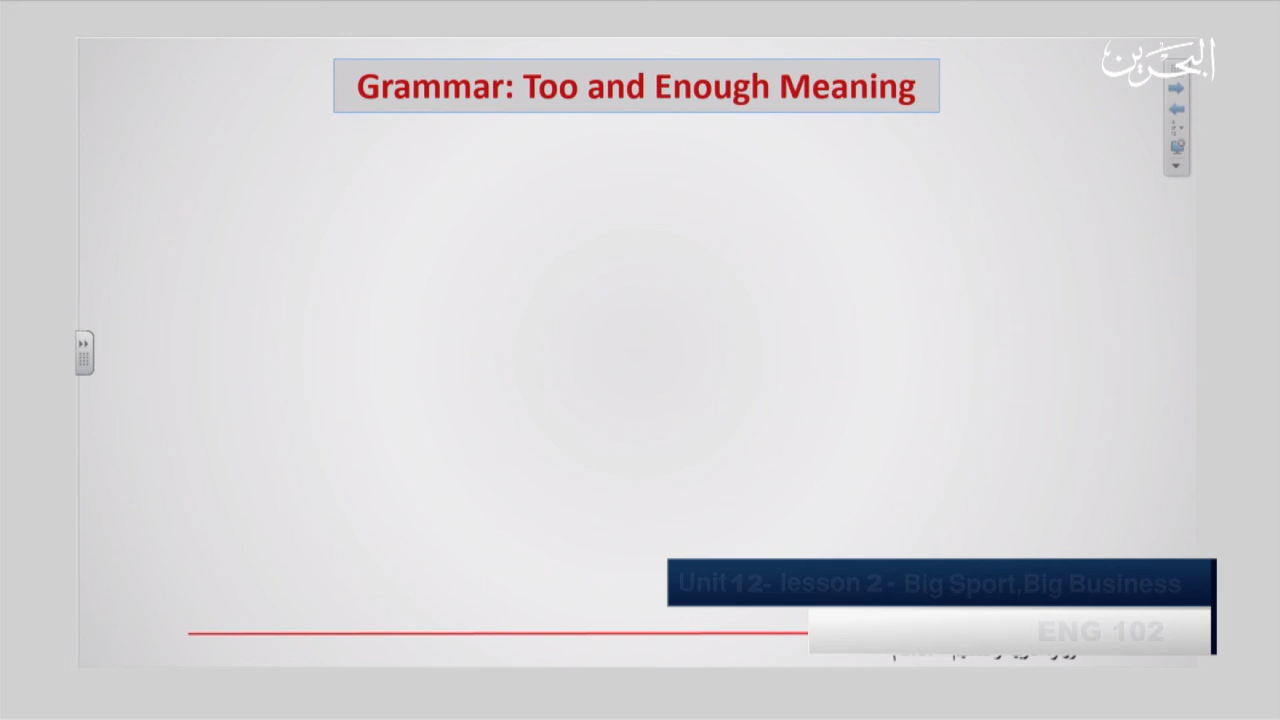 Grammar: Too and Enough Meaning
البحرين
Unit 12- lesson 2- Big Sport,Big Business
ENG 102